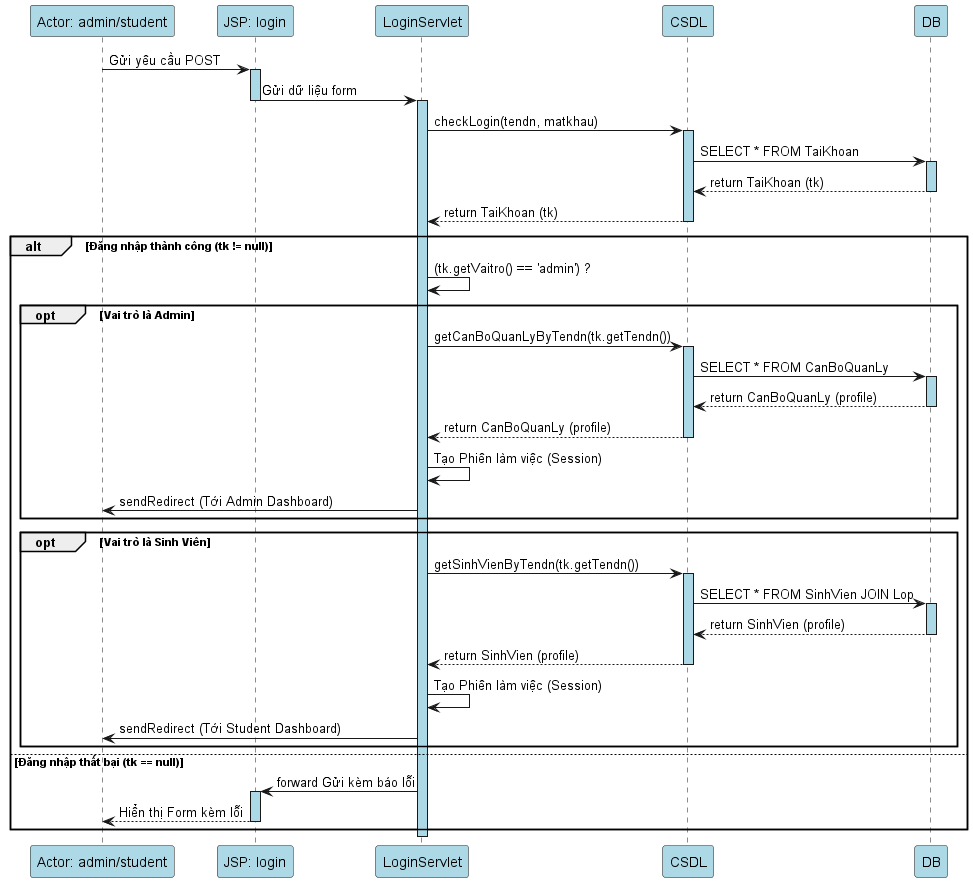 Actor: admin/student
JSP: login
LoginServlet
CSDL
DB
Gửi yêu cầu POST
Gửi dữ liệu form
checkLogin(tendn, matkhau)
SELECT * FROM TaiKhoan
return TaiKhoan (tk)
return TaiKhoan (tk)
alt
[Đăng nhập thành công (tk != null)]
(tk.getVaitro() == 'admin') ?
opt
[Vai trò là Admin]
getCanBoQuanLyByTendn(tk.getTendn())
SELECT * FROM CanBoQuanLy
return CanBoQuanLy (profile)
return CanBoQuanLy (profile)
Tạo Phiên làm việc (Session)
sendRedirect (Tới Admin Dashboard)
opt
[Vai trò là Sinh Viên]
getSinhVienByTendn(tk.getTendn())
SELECT * FROM SinhVien JOIN Lop
return SinhVien (profile)
return SinhVien (profile)
Tạo Phiên làm việc (Session)
sendRedirect (Tới Student Dashboard)
[Đăng nhập thất bại (tk == null)]
forward Gửi kèm báo lỗi
Hiển thị Form kèm lỗi
Actor: admin/student
JSP: login
LoginServlet
CSDL
DB